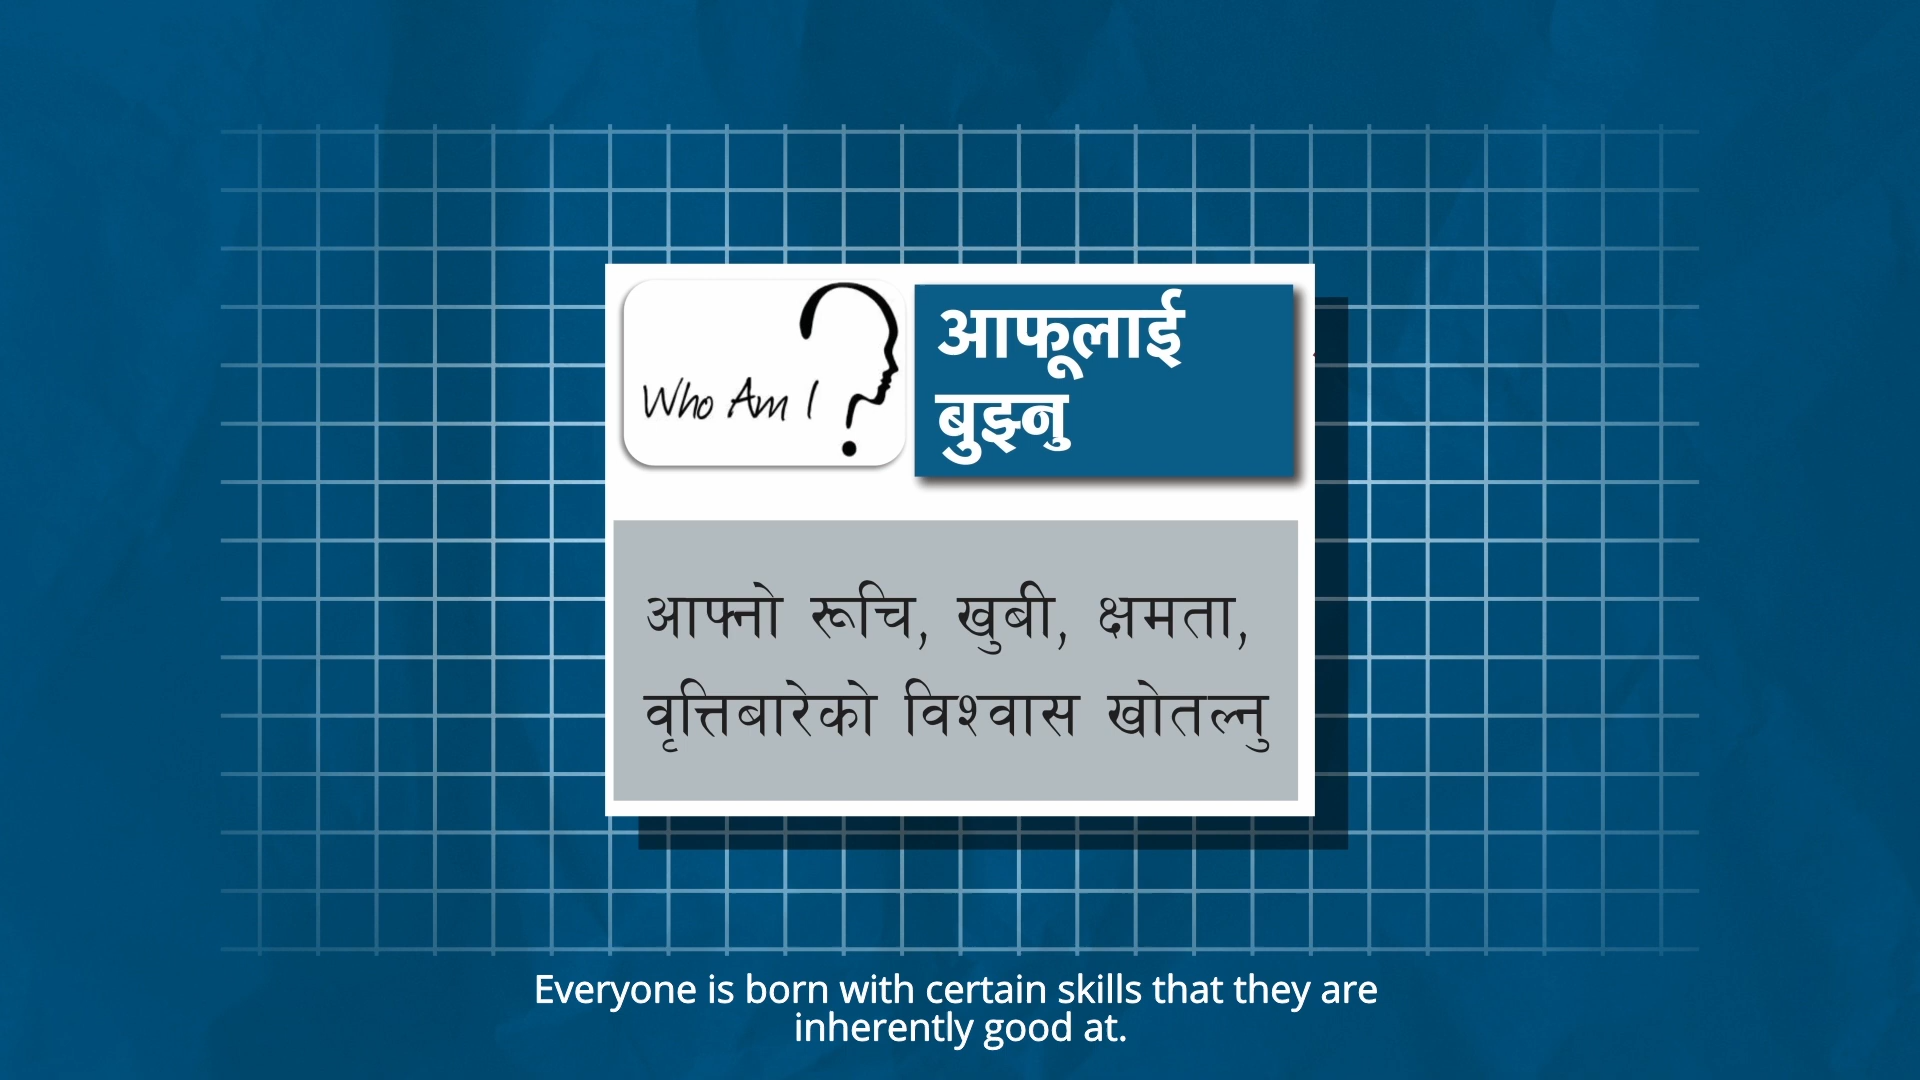 Who Am I ?
आफूलाई
बुझ्नु
आफ्नो रूचि, खुबी, क्षमता,
वृत्तिबारेको विश्वास खोतल्नु
Everyone is born with certain skills that they are
inherently good at.